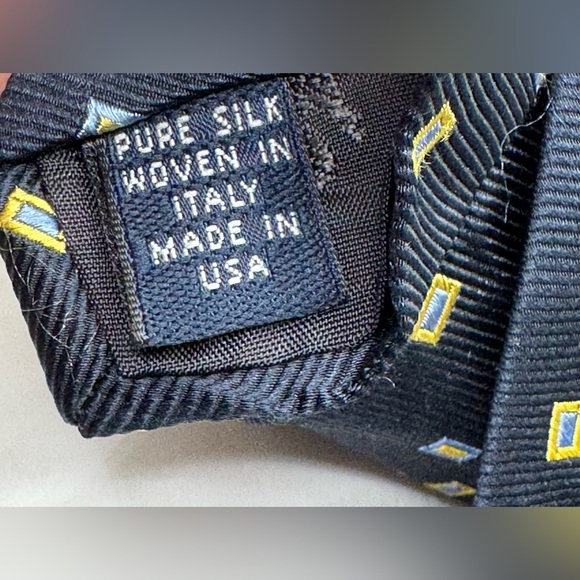 PURE SILK
WOVEN IN
ITALY
MADE IN
USA